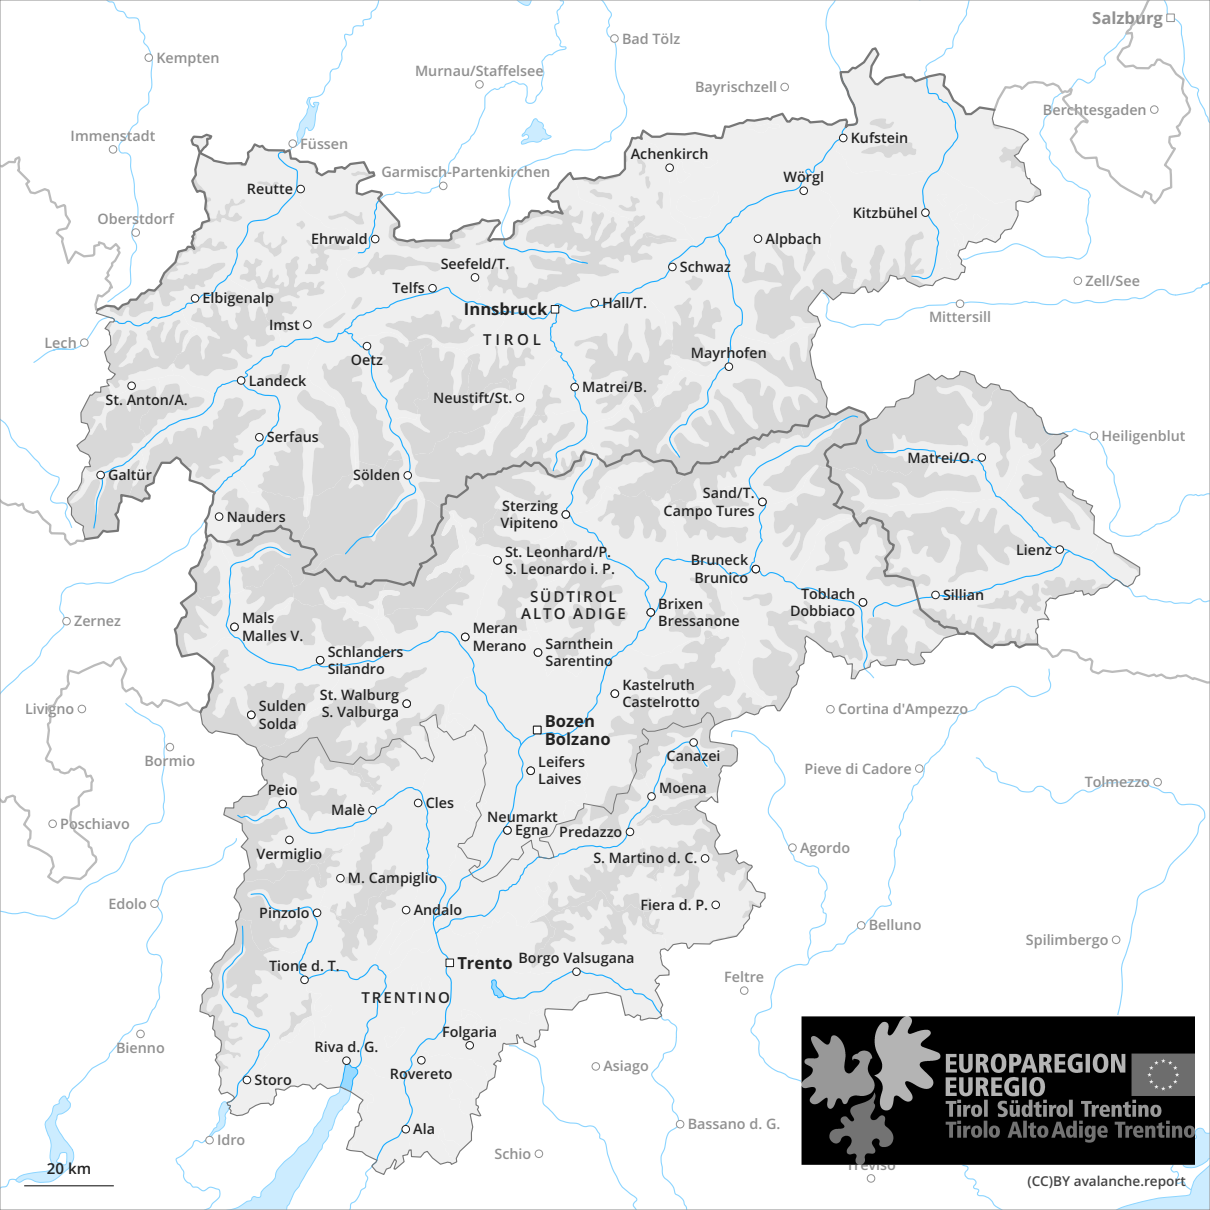 Salzburg
Kempten
Bad Tölz
Murnau/Staffelsee
Bayrischzell
Berchtesgaden
Immenstadt
Füssen
Kufstein
Achenkirch
Garmisch-Partenkirchen
Wörgl
Reutte
Oberstdorf
Kitzbühel
Ehrwald
Alpbach
Seefeld/T.
Schwaz
Zell/See
Telfs
Elbigenalp
Hall/T.
Innsbruck
Mittersill
Imst
TIROL
Lech
Mayrhofen
Oetz
Landeck
Matrei/B.
St. Anton/A.
Neustift/St.
Serfaus
Heiligenblut
Matrei/O.
Galtür
Sölden
Sand/T.
Campo Tures
Sterzing
Vipiteno
Nauders
Lienz
St. Leonhard/P.
S. Leonardo i. P.
Bruneck
Brunico
SÜDTIROL
ALTO ADIGE
Toblach
Dobbiaco
Sillian
Brixen
Bressanone
Zernez
Mals
Malles V.
Meran
Merano
Sarnthein
Sarentino
Schlanders
Silandro
Kastelruth
Castelrotto
St. Walburg
S. Valburga
Sulden
Solda
Livigno
Cortina d'Ampezzo
Bozen
Bolzano
Bormio
Canazei
Leifers
Laives
Pieve di Cadore
Tolmezzo
Peio
Moena
Malè
Cles
Neumarkt
Egna
Predazzo
Poschiavo
Vermiglio
Agordo
S. Martino d. C.
M. Campiglio
Edolo
Pinzolo
Andalo
Fiera d. P.
Belluno
Spilimbergo
Trento
Borgo Valsugana
Tione d. T.
Feltre
TRENTINO
Folgaria
Bienno
Riva d. G.
Asiago
Rovereto
Storo
Bassano d. G.
Ala
Idro
Schio
Treviso
EUROPAREGION
EUREGIO
Tirol Südtirol Trentino
Tirolo Alto Adige Trentino
20 km
(CC)BY avalanche.report